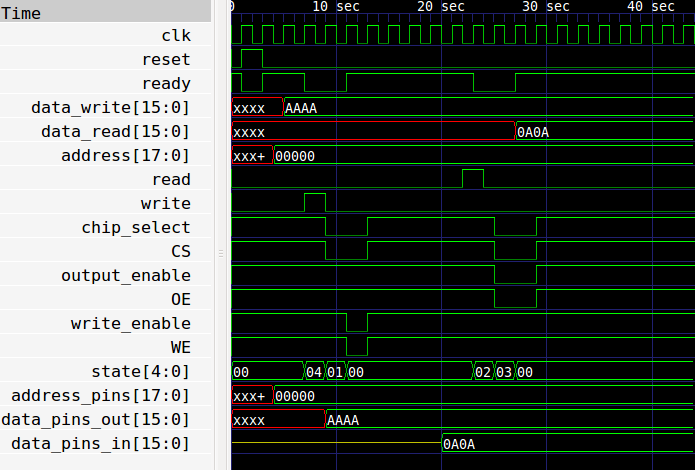 Time 0 10 sec 20 sec 30 sec 40 sec
clk
reset
ready
data_write[15:0] xxxx AAAA
data_read[15:0] xxxx 0A0A
address[17:0] xxx+ 00000
read
write
chip_select
CS
output_enable
OE
write_enable
WE
state[4:0] 00 04 01 00 02 03 00
address_pins[17:0] xxx+ 00000
data_pins_out[15:0] xxxx AAAA
data_pins_in[15:0] 0A0A